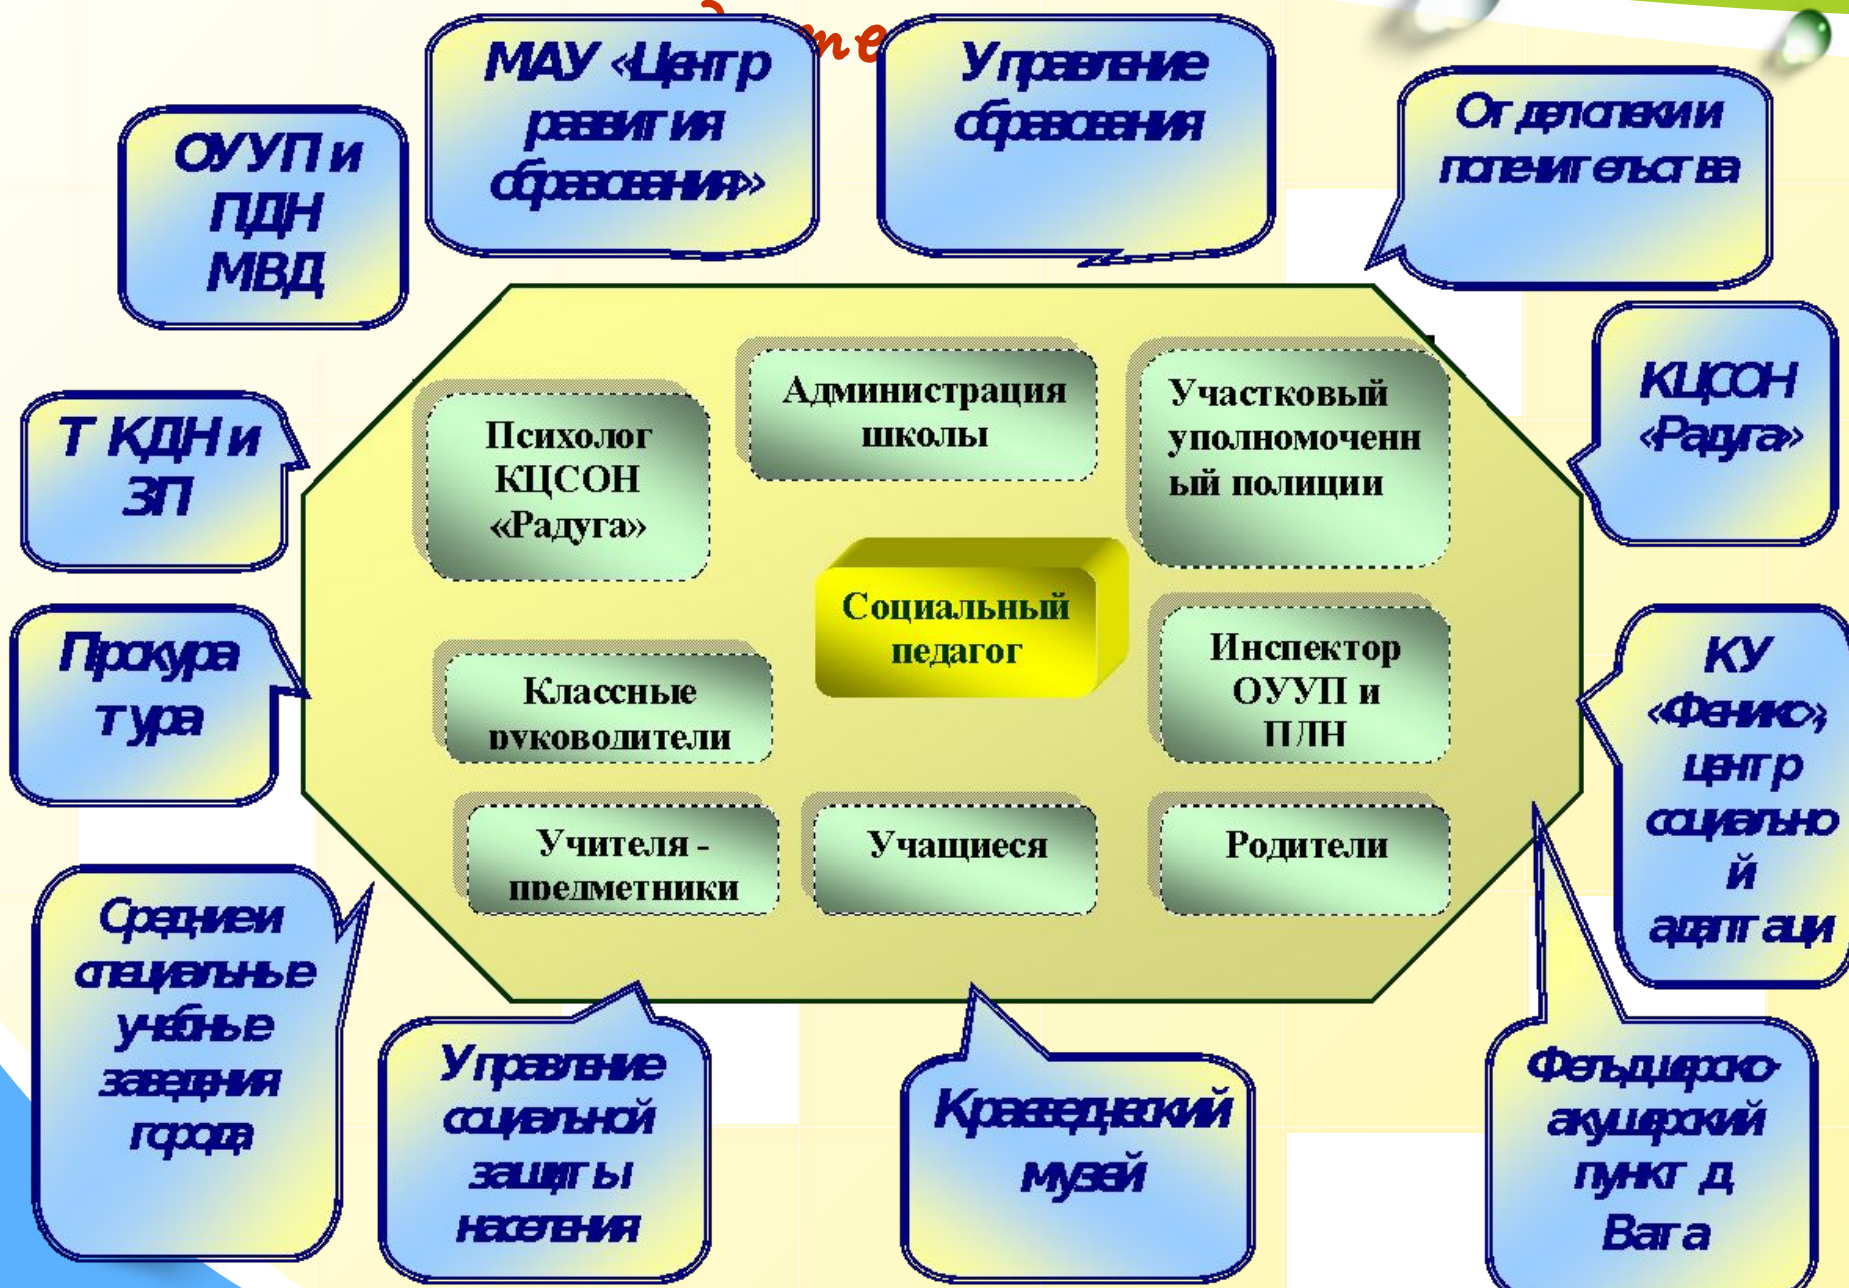 МАУ «Центр
развития
образования»
Управление
образования
Отдел опеки и
попечительства
ОУУП и
ПДН
МВД
КЦСОН
«Радуга»
Т КДН и
ЗП
Прокура
тура
Администрация
школы
Участковый
уполномоченн
ый полиции
Психолог
КЦСОН
«Радуга»
Социальный
педагог
Инспектор
ОУУП и
ПДН
Классные
руководители
Учителя -
предметники
Учащиеся
Родители
КУ
«Феникс»,
центр
социально
й
адаптаци
Средние и
специальные
учебные
заведения
города
Управление
социальной
защиты
населения
Краеведческий
музей
Фельдшерско-
акушерский
пункт д.
Вата